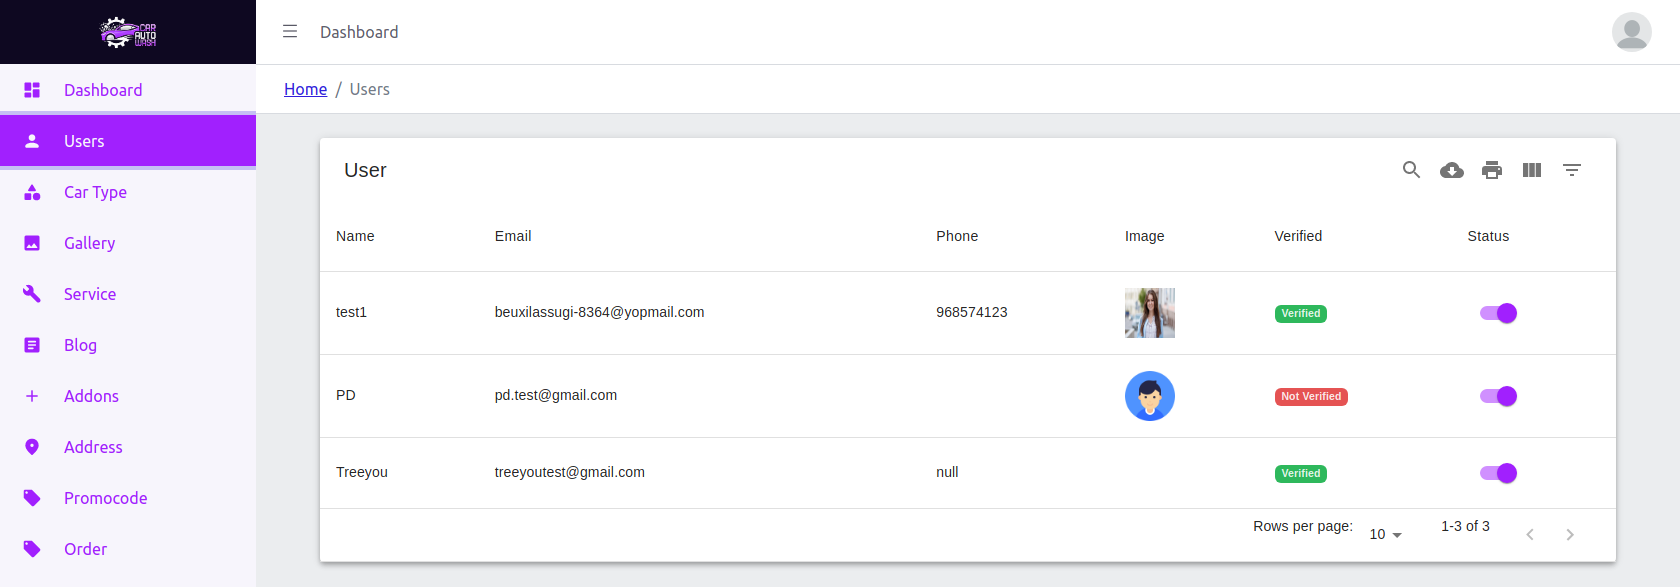 CAR
AUTO
WASH
Dashboard
Home / Users
Dashboard
Users
Car Type
Gallery
Service
Blog
Addons
Address
Promocode
Order
User
Name Email Phone Image Verified Status
test1 beuxilassugi-8364@yopmail.com 968574123 Verified
PD pd.test@gmail.com Not Verified
Treeyou treeyoutest@gmail.com null Verified
Rows per page: 10 1-3 of 3